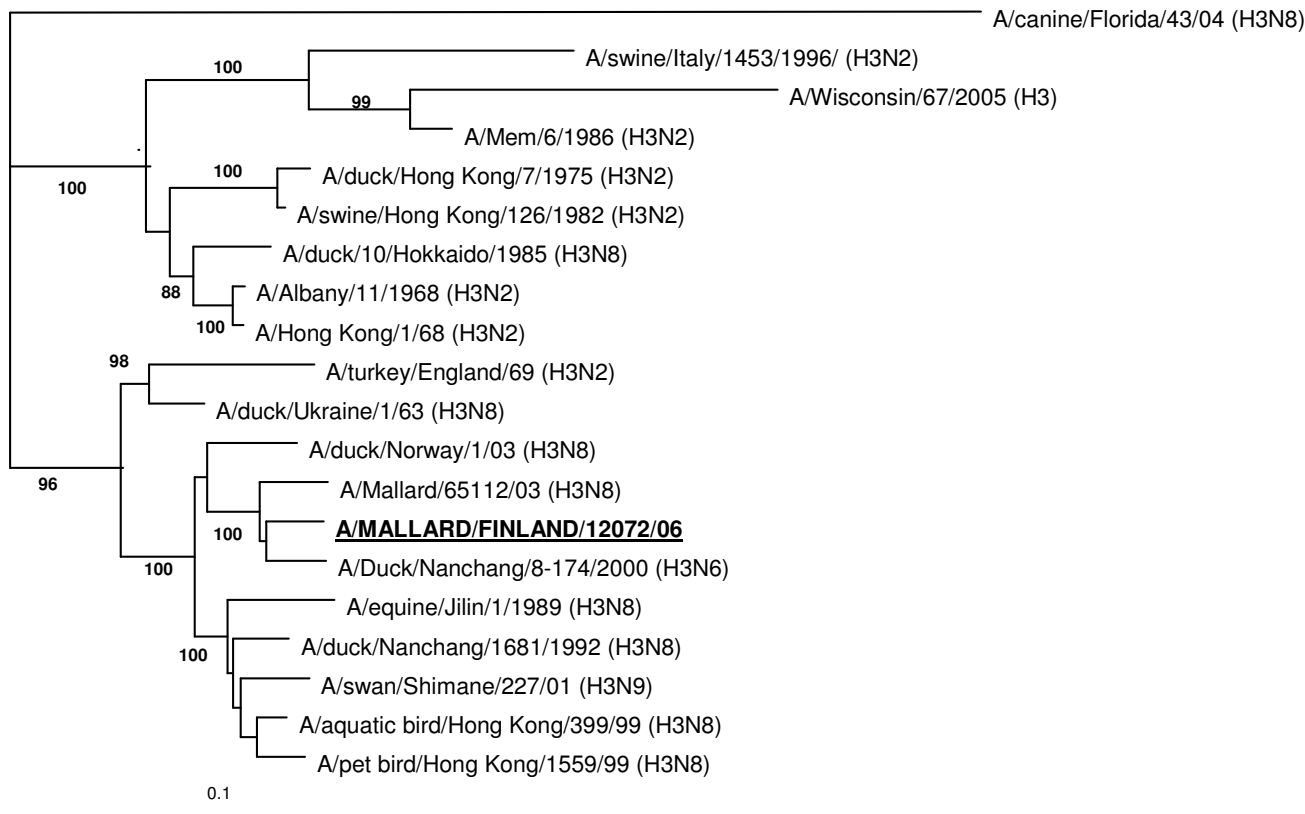 A/canine/Florida/43/04 (H3N8)
A/swine/Italy/1453/1996/ (H3N2)
100
A/Wisconsin/67/2005 (H3)
99
A/Mem/6/1986 (H3N2)
100
A/duck/Hong Kong/7/1975 (H3N2)
100
A/swine/Hong Kong/126/1982 (H3N2)
A/duck/10/Hokkaido/1985 (H3N8)
88
A/Albany/11/1968 (H3N2)
100
A/Hong Kong/1/68 (H3N2)
98
A/turkey/England/69 (H3N2)
A/duck/Ukraine/1/63 (H3N8)
A/duck/Norway/1/03 (H3N8)
96
A/Mallard/65112/03 (H3N8)
100
A/MALLARD/FINLAND/12072/06
100
A/Duck/Nanchang/8-174/2000 (H3N6)
A/equine/Jilin/1/1989 (H3N8)
100
A/duck/Nanchang/1681/1992 (H3N8)
A/swan/Shimane/227/01 (H3N9)
A/aquatic bird/Hong Kong/399/99 (H3N8)
A/pet bird/Hong Kong/1559/99 (H3N8)
0.1